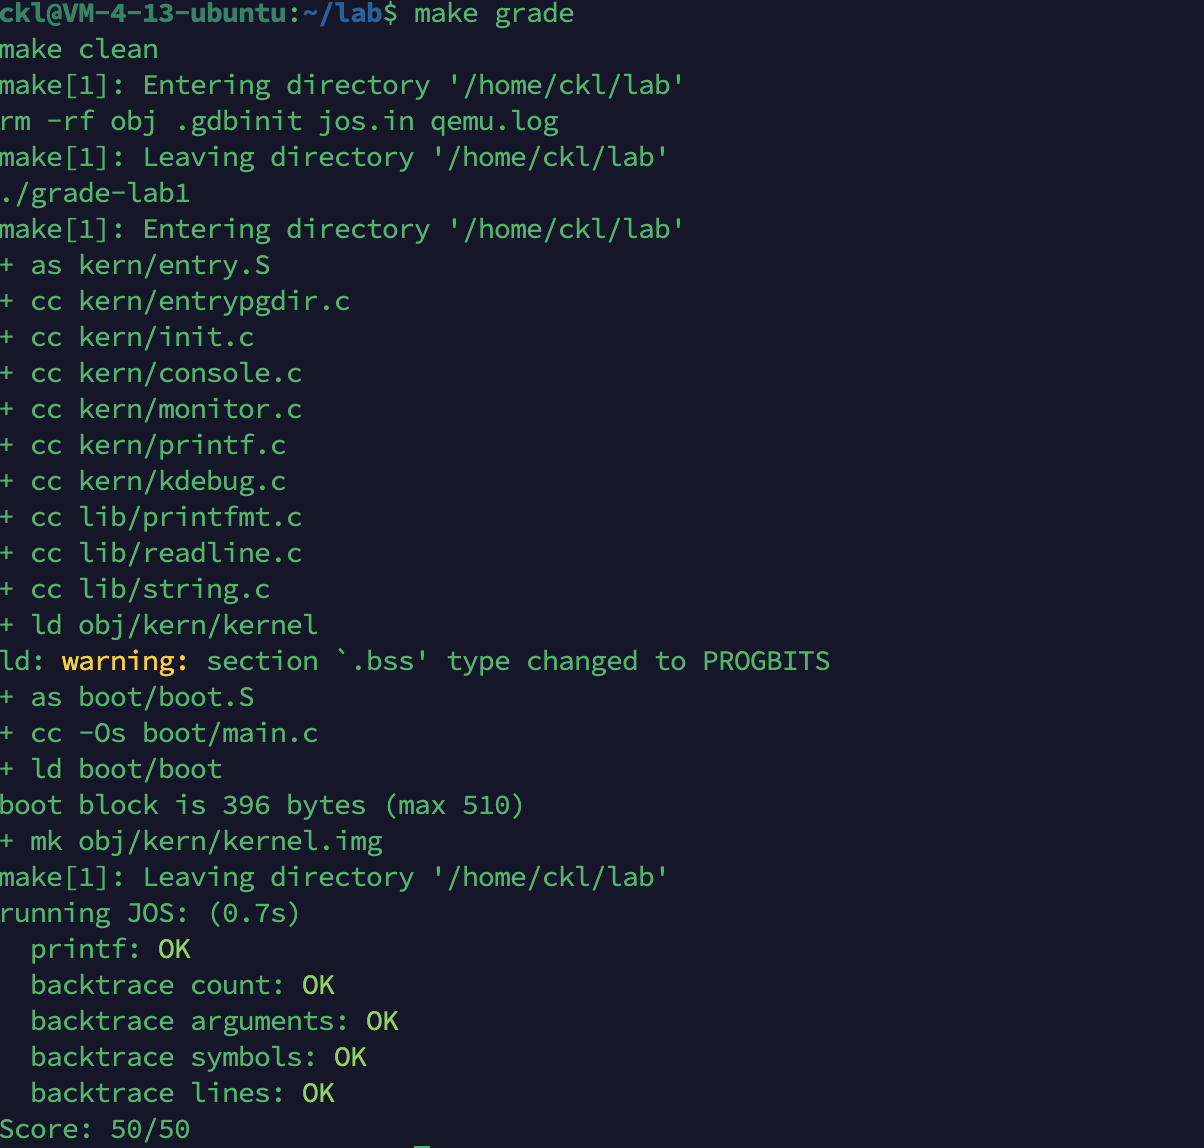 ckl@VM-4-13-ubuntu:~/lab$ make grade
make clean
make[1]: Entering directory '/home/ckl/lab'
rm -rf obj .gdbinit jos.in qemu.log
make[1]: Leaving directory '/home/ckl/lab'
./grade-lab1
make[1]: Entering directory '/home/ckl/lab'
+ as kern/entry.S
+ cc kern/entrypgdir.c
+ cc kern/init.c
+ cc kern/console.c
+ cc kern/monitor.c
+ cc kern/printf.c
+ cc kern/kdebug.c
+ cc lib/printfmt.c
+ cc lib/readline.c
+ cc lib/string.c
+ ld obj/kern/kernel
ld: warning: section `.bss' type changed to PROGBITS
+ as boot/boot.S
+ cc -Os boot/main.c
+ ld boot/boot
boot block is 396 bytes (max 510)
+ mk obj/kern/kernel.img
make[1]: Leaving directory '/home/ckl/lab'
running JOS: (0.7s)
  printf: OK
  backtrace count: OK
  backtrace arguments: OK
  backtrace symbols: OK
  backtrace lines: OK
Score: 50/50